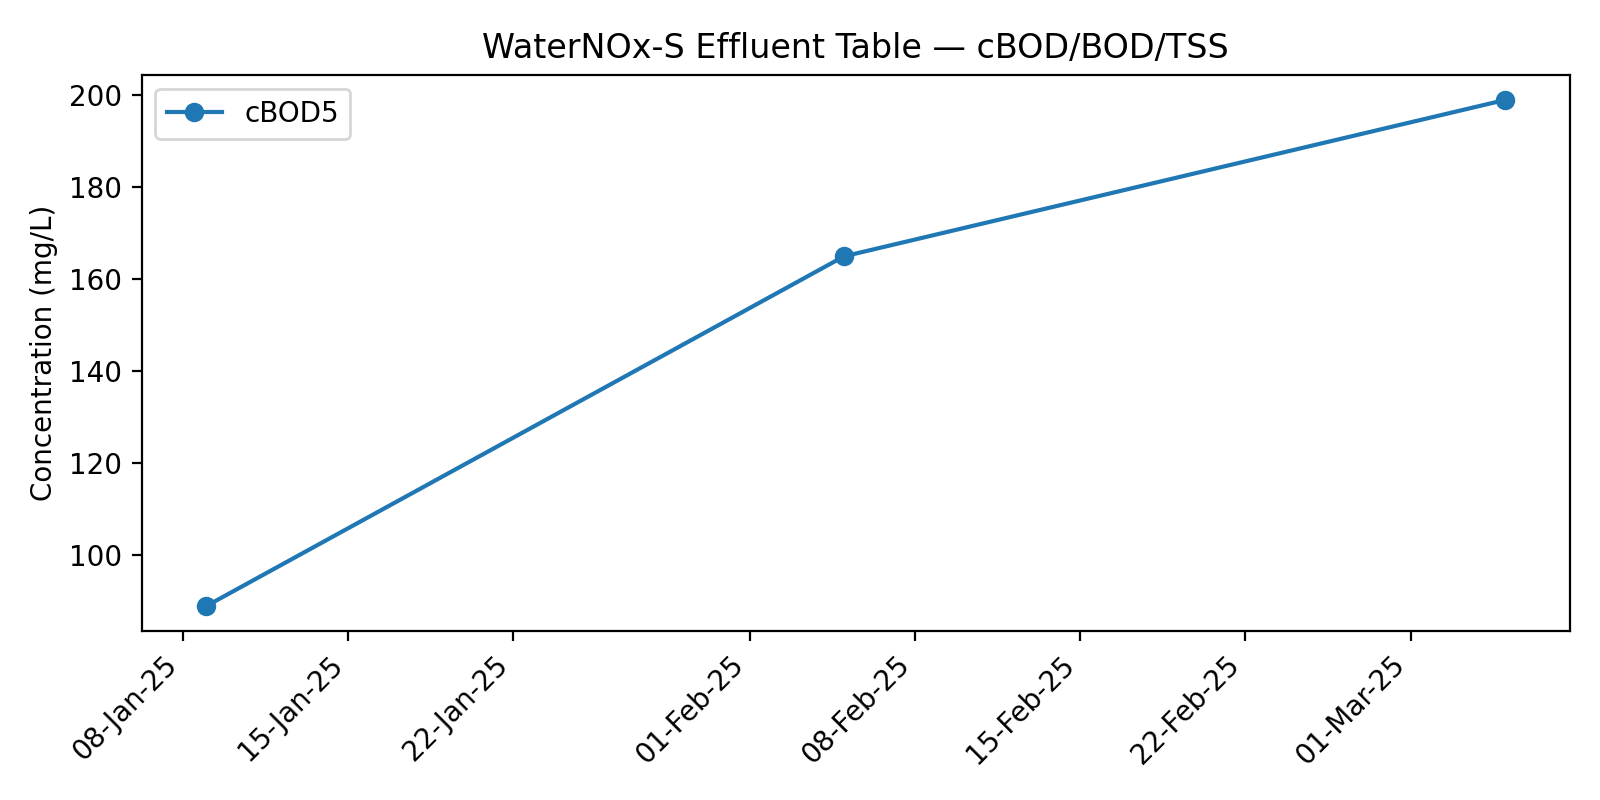 WaterNOx-S Effluent Table — cBOD/BOD/TSS
cBOD5
Concentration (mg/L)
200
180
160
140
120
100
08-Jan-25
15-Jan-25
22-Jan-25
01-Feb-25
08-Feb-25
15-Feb-25
22-Feb-25
01-Mar-25